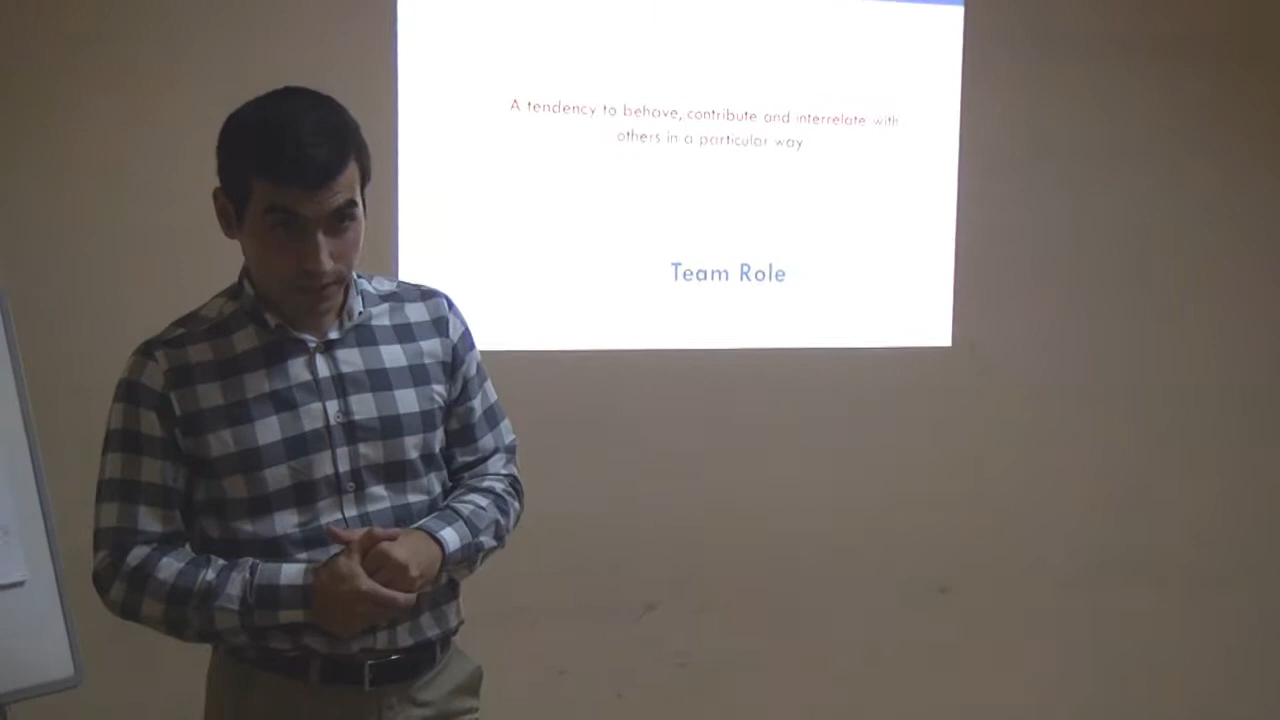 A tendency to behave, contribute and interrelate with
others in a particular way
Team Role